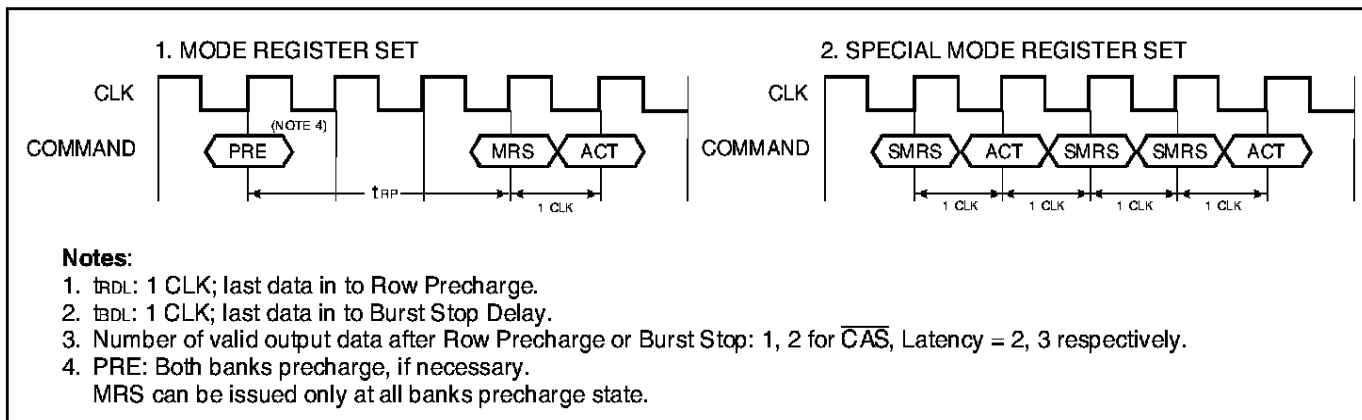 1. MODE REGISTER SET
CLK
(NOTE 4)
COMMAND
PRE
MRS
ACT
tRP
1 CLK
2. SPECIAL MODE REGISTER SET
CLK
COMMAND
SMRS
ACT
SMRS
SMRS
ACT
1 CLK
1 CLK
1 CLK
1 CLK
Notes:
1. tRDL: 1 CLK; last data in to Row Precharge.
2. tBDL: 1 CLK; last data in to Burst Stop Delay.
3. Number of valid output data after Row Precharge or Burst Stop: 1, 2 for C̅A̅S̅, Latency = 2, 3 respectively.
4. PRE: Both banks precharge, if necessary.
MRS can be issued only at all banks precharge state.